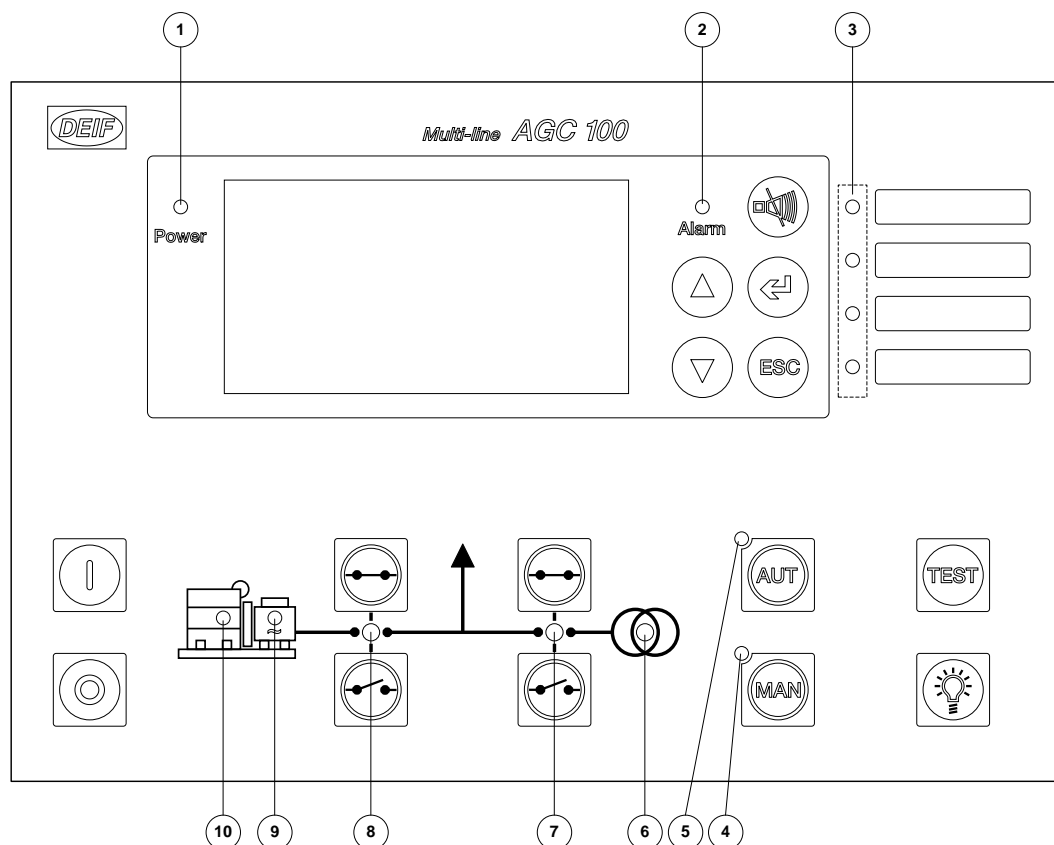 1
2
3
DEIF
Multi-line AGC 100
Power
Alarm
ESC
AUT
TEST
≈
MAN
10
9
8
7
6
5
4